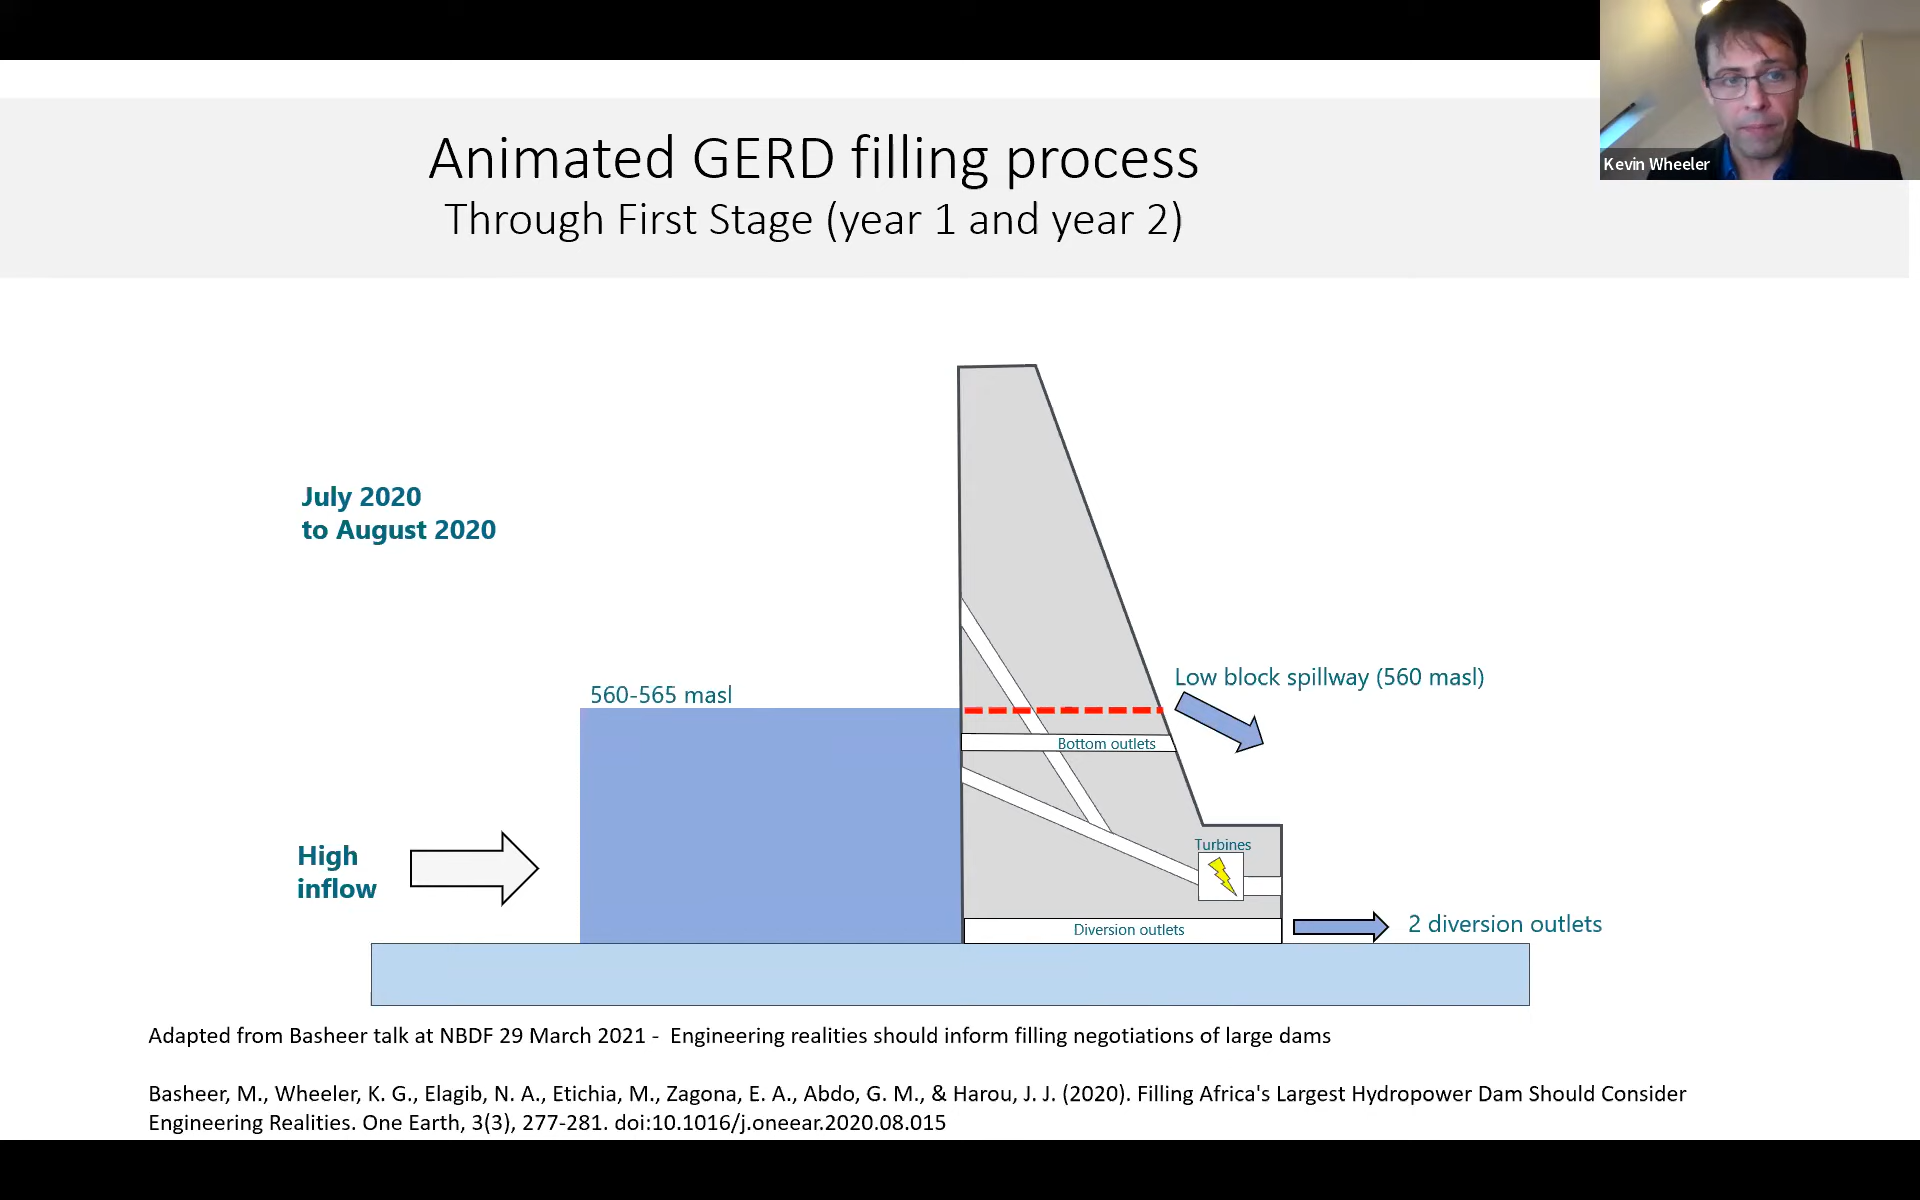 Kevin Wheeler
Animated GERD filling process
Through First Stage (year 1 and year 2)
July 2020
to August 2020
560-565 masl
Low block spillway (560 masl)
Bottom outlets
High
inflow
Turbines
Diversion outlets
2 diversion outlets
Adapted from Basheer talk at NBDF 29 March 2021 - Engineering realities should inform filling negotiations of large dams
Basheer, M., Wheeler, K. G., Elagib, N. A., Etichia, M., Zagona, E. A., Abdo, G. M., & Harou, J. J. (2020). Filling Africa's Largest Hydropower Dam Should Consider
Engineering Realities. One Earth, 3(3), 277-281. doi:10.1016/j.oneear.2020.08.015